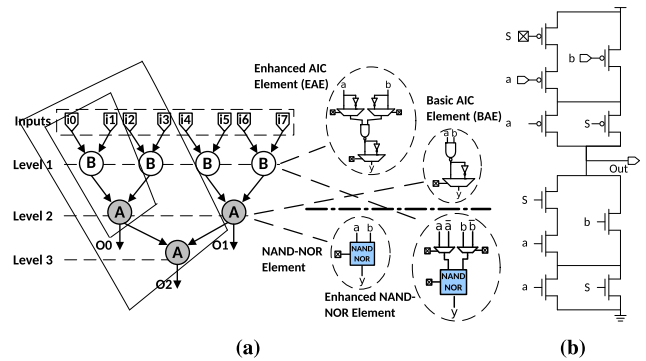 Enhanced AIC
Element (EAE)
a b
y
Basic AIC
Element (BAE)
a b
y
Inputs
i0 i1 i2 i3 i4 i5 i6 i7
Level 1
B B B B
Level 2
A A
O0 O1
Level 3
A
O2
NAND-NOR
Element
a b
NAND
NOR
y
Enhanced NAND-
NOR Element
a a̅ b b̅
NAND
NOR
y
(a)
S
b
a
a S
Out
S
b
a
a S
(b)